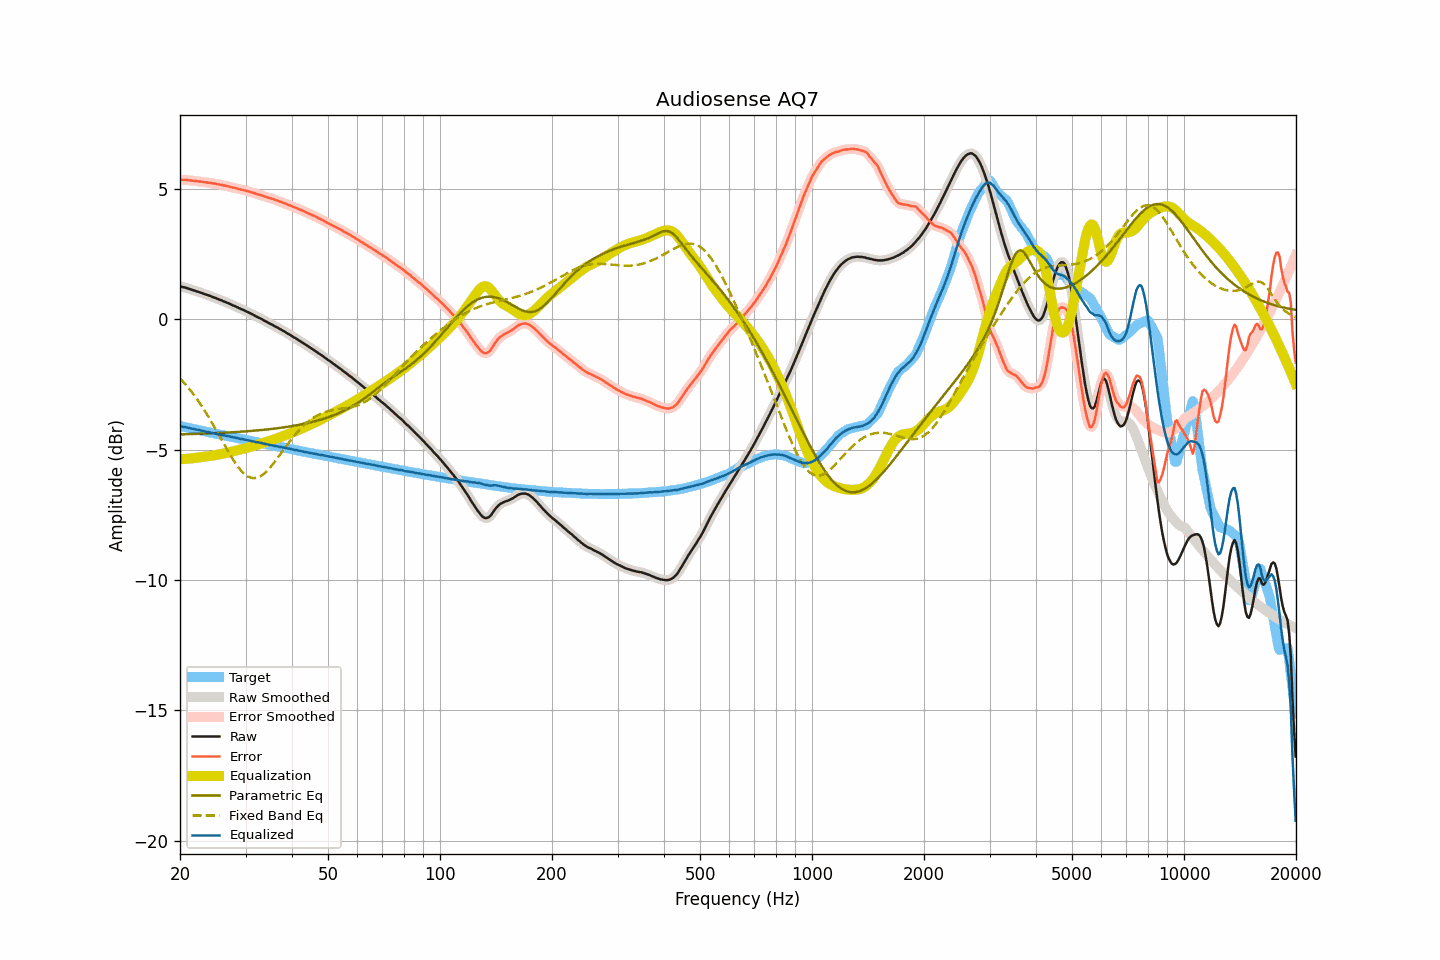 Audiosense AQ7
Amplitude (dBr)
5
0
−5
−10
−15
−20
Target
Raw Smoothed
Error Smoothed
Raw
Error
Equalization
Parametric Eq
Fixed Band Eq
Equalized
20 50 100 200 500 1000 2000 5000 10000 20000
Frequency (Hz)